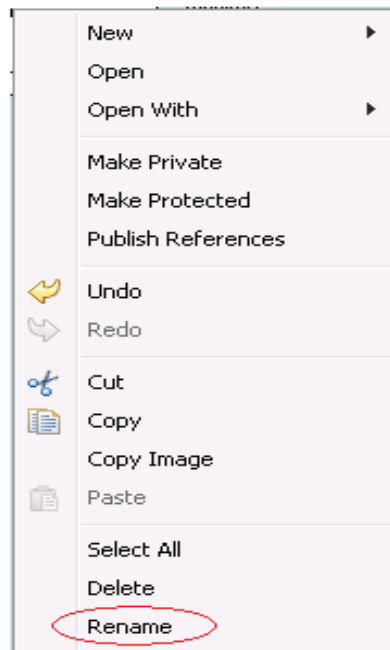 New
Open
Open With
Make Private
Make Protected
Publish References
Undo
Redo
Cut
Copy
Copy Image
Paste
Select All
Delete
Rename